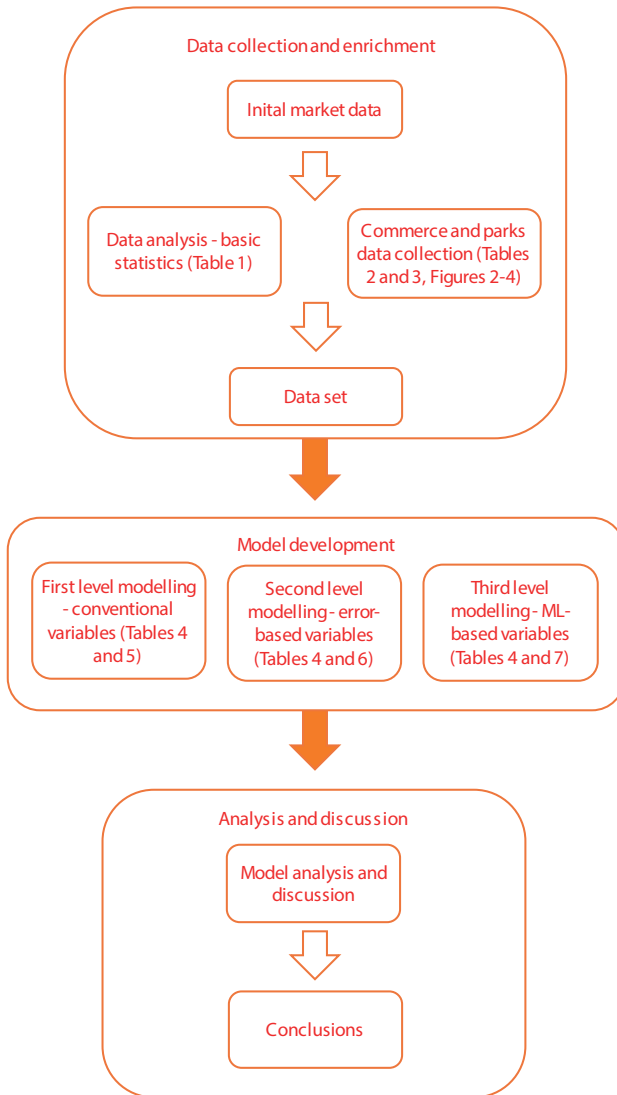 Data collection and enrichment
Inital market data
Data analysis - basic
statistics (Table 1)
Commerce and parks
data collection (Tables
2 and 3, Figures 2-4)
Data set
Model development
First level modelling
- conventional
variables (Tables 4
and 5)
Second level
modelling - error-
based variables
(Tables 4 and 6)
Third level
modelling - ML-
based variables
(Tables 4 and 7)
Analysis and discussion
Model analysis and
discussion
Conclusions